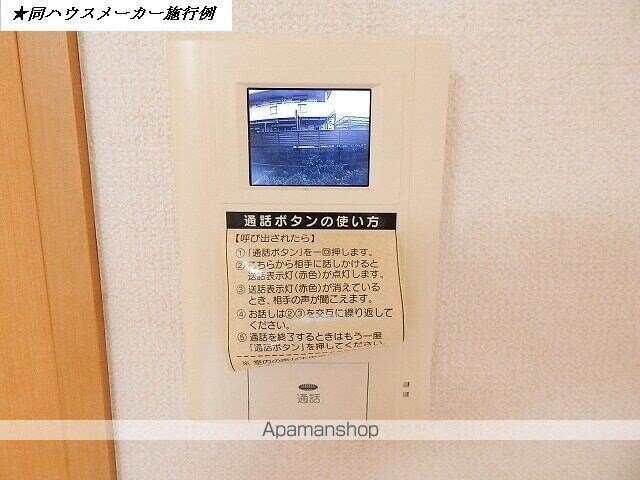 ★同ハウスメーカー施行例
通話ボタンの使い方
【呼び出されたら】
①「通話ボタン」を一回押します。
②こちらから相手に話しかけると
送話表示灯(赤色)が点灯します。
③送話表示灯(赤色)が消えている
とき、相手の声が聞こえます。
④お話しは②③を交互に繰り返して
ください。
⑤通話を終了するときはもう一度
「通話ボタン」を押してください。
通話
Apamanshop